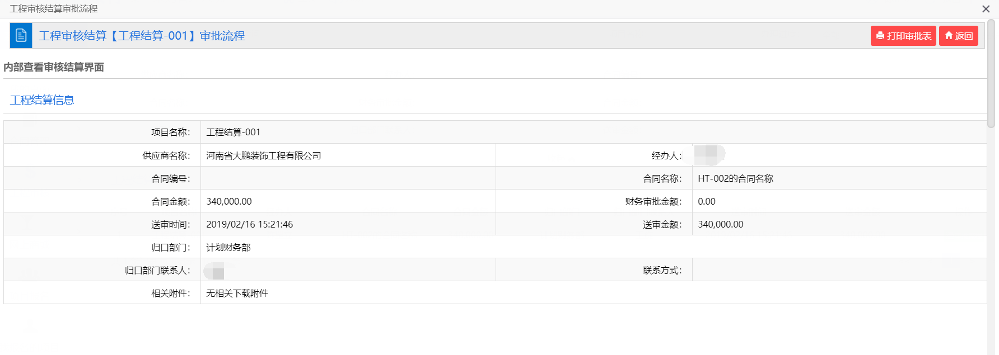 工程审核结算审批流程
工程审核结算【工程结算-001】审批流程 打印审批表 返回
内部查看审核结算界面
工程结算信息
项目名称： 工程结算-001
供应商名称： 河南省大鹏装饰工程有限公司 经办人：
合同编号： 合同名称： HT-002的合同名称
合同金额： 340,000.00 财务审批金额： 0.00
送审时间： 2019/02/16 15:21:46 送审金额： 340,000.00
归口部门： 计划财务部
归口部门联系人： 联系方式：
相关附件： 无相关下载附件